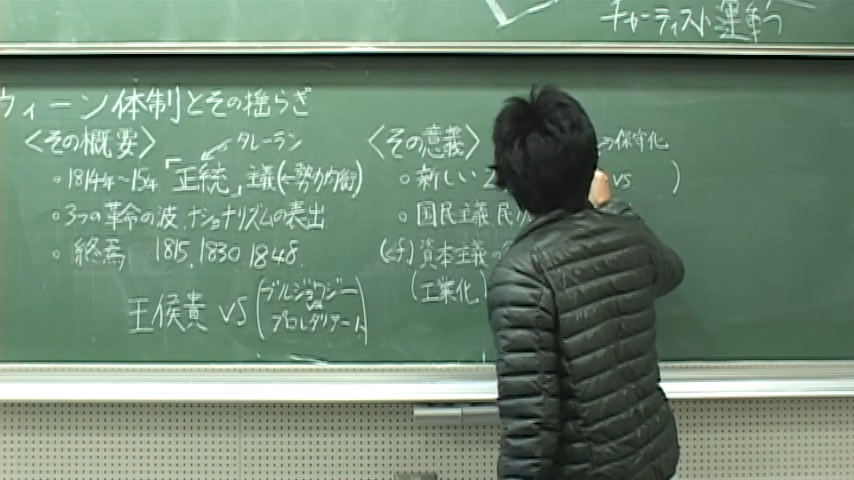 チャーティスト運動
ウィーン体制とその揺らぎ
<その概要>
タレーラン
。1814年~15年「正統」主義(←勢力均衡)
。3つの革命の波、ナショナリズムの表出
。終焉 1815、1830、1848
王侯貴 VS (ブルジョワジー
VS
プロレタリアート)
<その意義>
→保守化
。新しい
vs )
。国民主義 民
(cf) 資本主義の
(工業化)